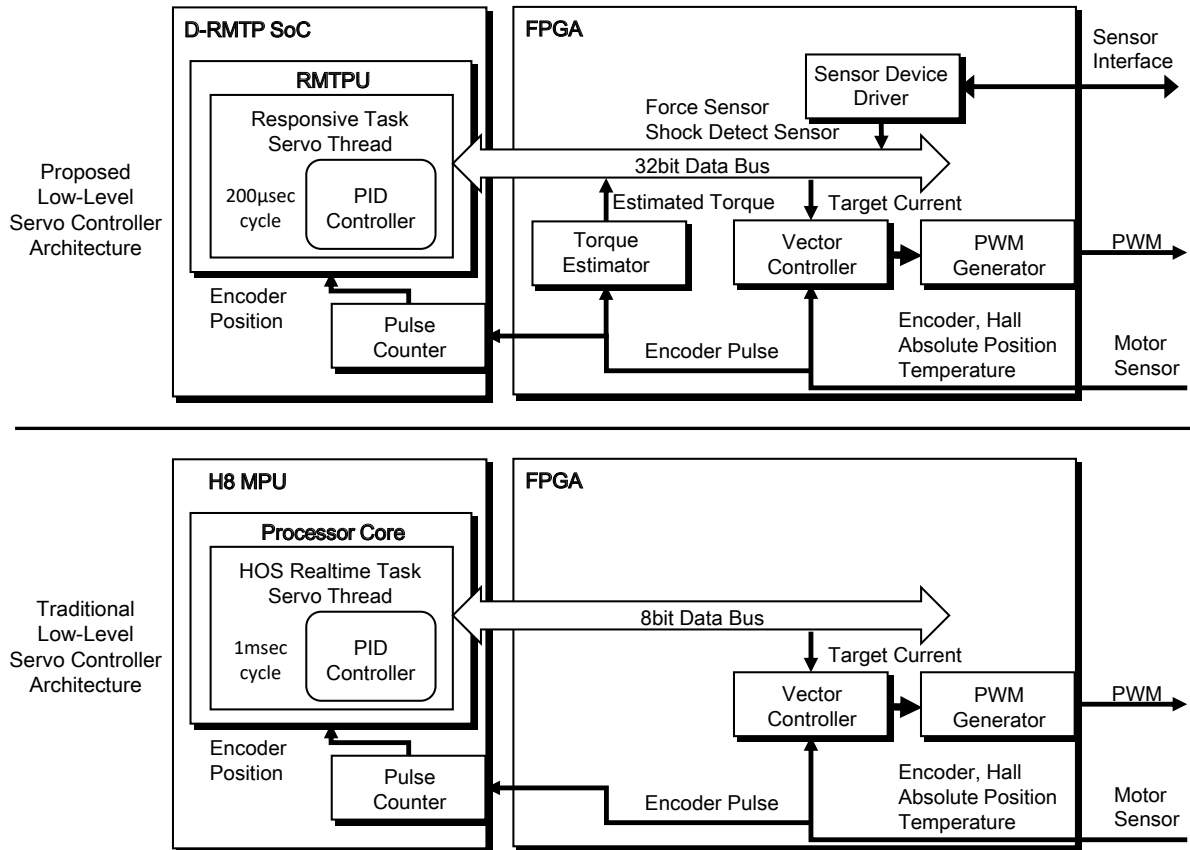 D-RMTP SoC
FPGA
RMTPU
Responsive Task
Servo Thread
200μsec
cycle
PID
Controller
Sensor Device
Driver
Sensor
Interface
Force Sensor
Shock Detect Sensor
32bit Data Bus
Proposed
Low-Level
Servo Controller
Architecture
Estimated Torque
Target Current
Torque
Estimator
Vector
Controller
PWM
Generator
PWM
Encoder
Position
Pulse
Counter
Encoder Pulse
Encoder, Hall
Absolute Position
Temperature
Motor
Sensor
H8 MPU
FPGA
Processor Core
HOS Realtime Task
Servo Thread
1msec
cycle
PID
Controller
8bit Data Bus
Traditional
Low-Level
Servo Controller
Architecture
Target Current
Vector
Controller
PWM
Generator
PWM
Encoder
Position
Pulse
Counter
Encoder Pulse
Encoder, Hall
Absolute Position
Temperature
Motor
Sensor